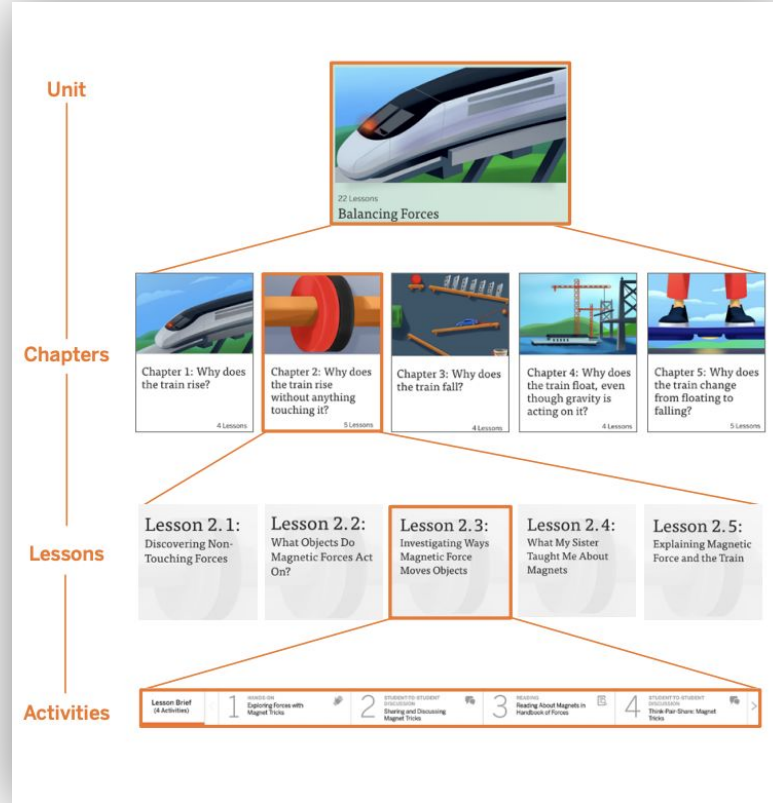 Unit
22 Lessons
Balancing Forces
Chapters
Chapter 1: Why does
the train rise?
4 Lessons
Chapter 2: Why does
the train rise
without anything
touching it?
5 Lessons
Chapter 3: Why does
the train fall?
4 Lessons
Chapter 4: Why does
the train float, even
though gravity is
acting on it?
4 Lessons
Chapter 5: Why does
the train change
from floating to
falling?
5 Lessons
Lessons
Lesson 2.1:
Discovering Non-
Touching Forces
Lesson 2.2:
What Objects Do
Magnetic Forces Act
On?
Lesson 2.3:
Investigating Ways
Magnetic Force
Moves Objects
Lesson 2.4:
What My Sister
Taught Me About
Magnets
Lesson 2.5:
Explaining Magnetic
Force and the Train
Activities
Lesson Brief
(4 Activities)
1
HANDS-ON
Exploring Forces with
Magnet Tricks
2
STUDENT-TO-STUDENT
DISCUSSION
Sharing and Discussing
Magnet Tricks
3
READING
Reading About Magnets in
Handbook of Forces
4
STUDENT-TO-STUDENT
DISCUSSION
Think-Pair-Share: Magnet
Tricks